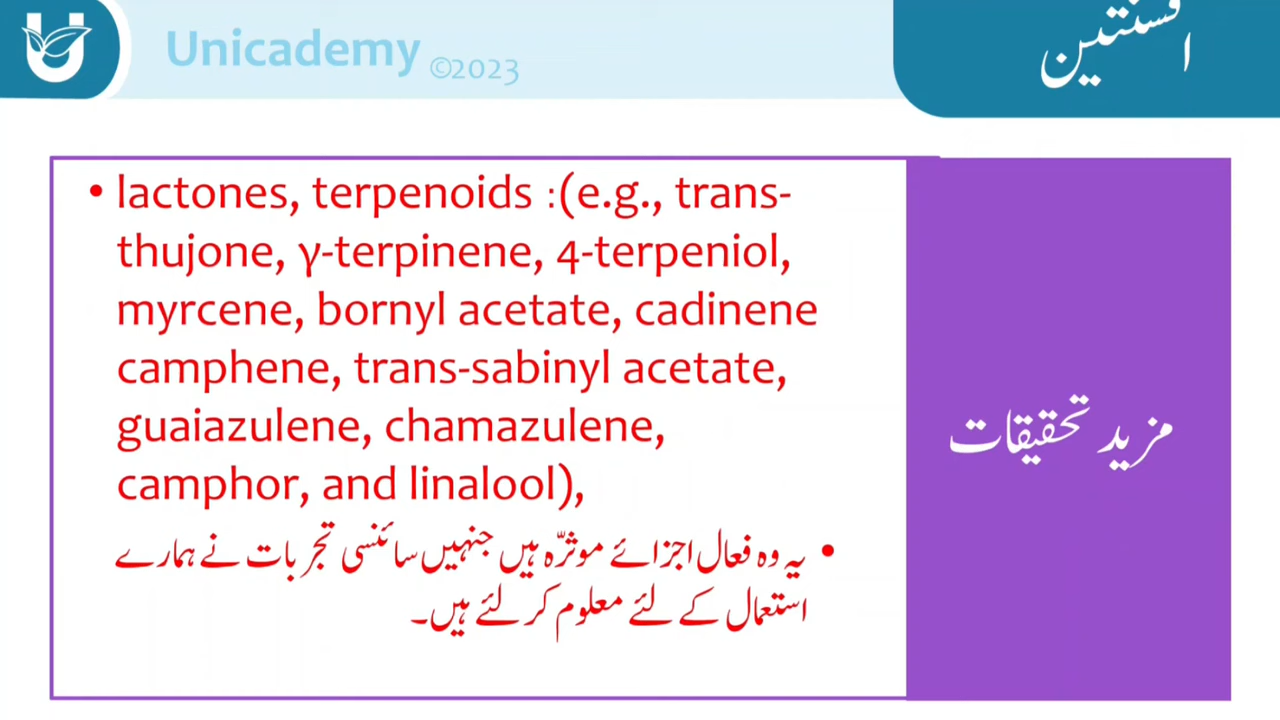 Unicademy ©2023
افسنتین
• lactones, terpenoids :(e.g., trans-
thujone, γ-terpinene, 4-terpeniol,
myrcene, bornyl acetate, cadinene
camphene, trans-sabinyl acetate,
guaiazulene, chamazulene,
camphor, and linalool),
• یہ وہ فعال اجزائے موثرّہ ہیں جنہیں سائنسی تجربات نے ہمارے
استعمال کے لئے معلوم کر لئے ہیں۔
مزید تحقیقات